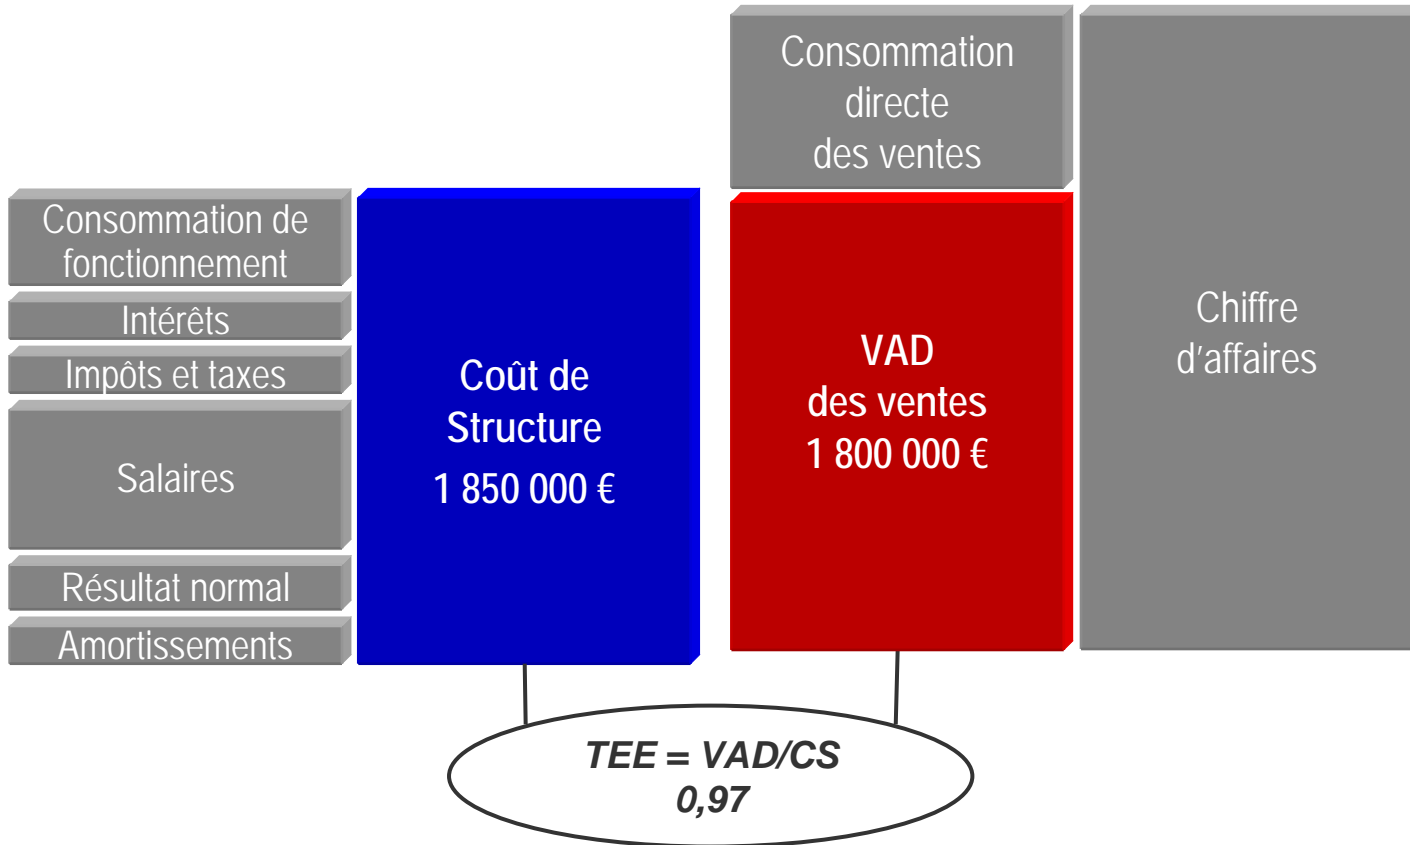 Consommation de
fonctionnement
Intérêts
Impôts et taxes
Salaires
Résultat normal
Amortissements
Coût de
Structure
1 850 000 €
Consommation
directe
des ventes
VAD
des ventes
1 800 000 €
Chiffre
d'affaires
TEE = VAD/CS
0,97